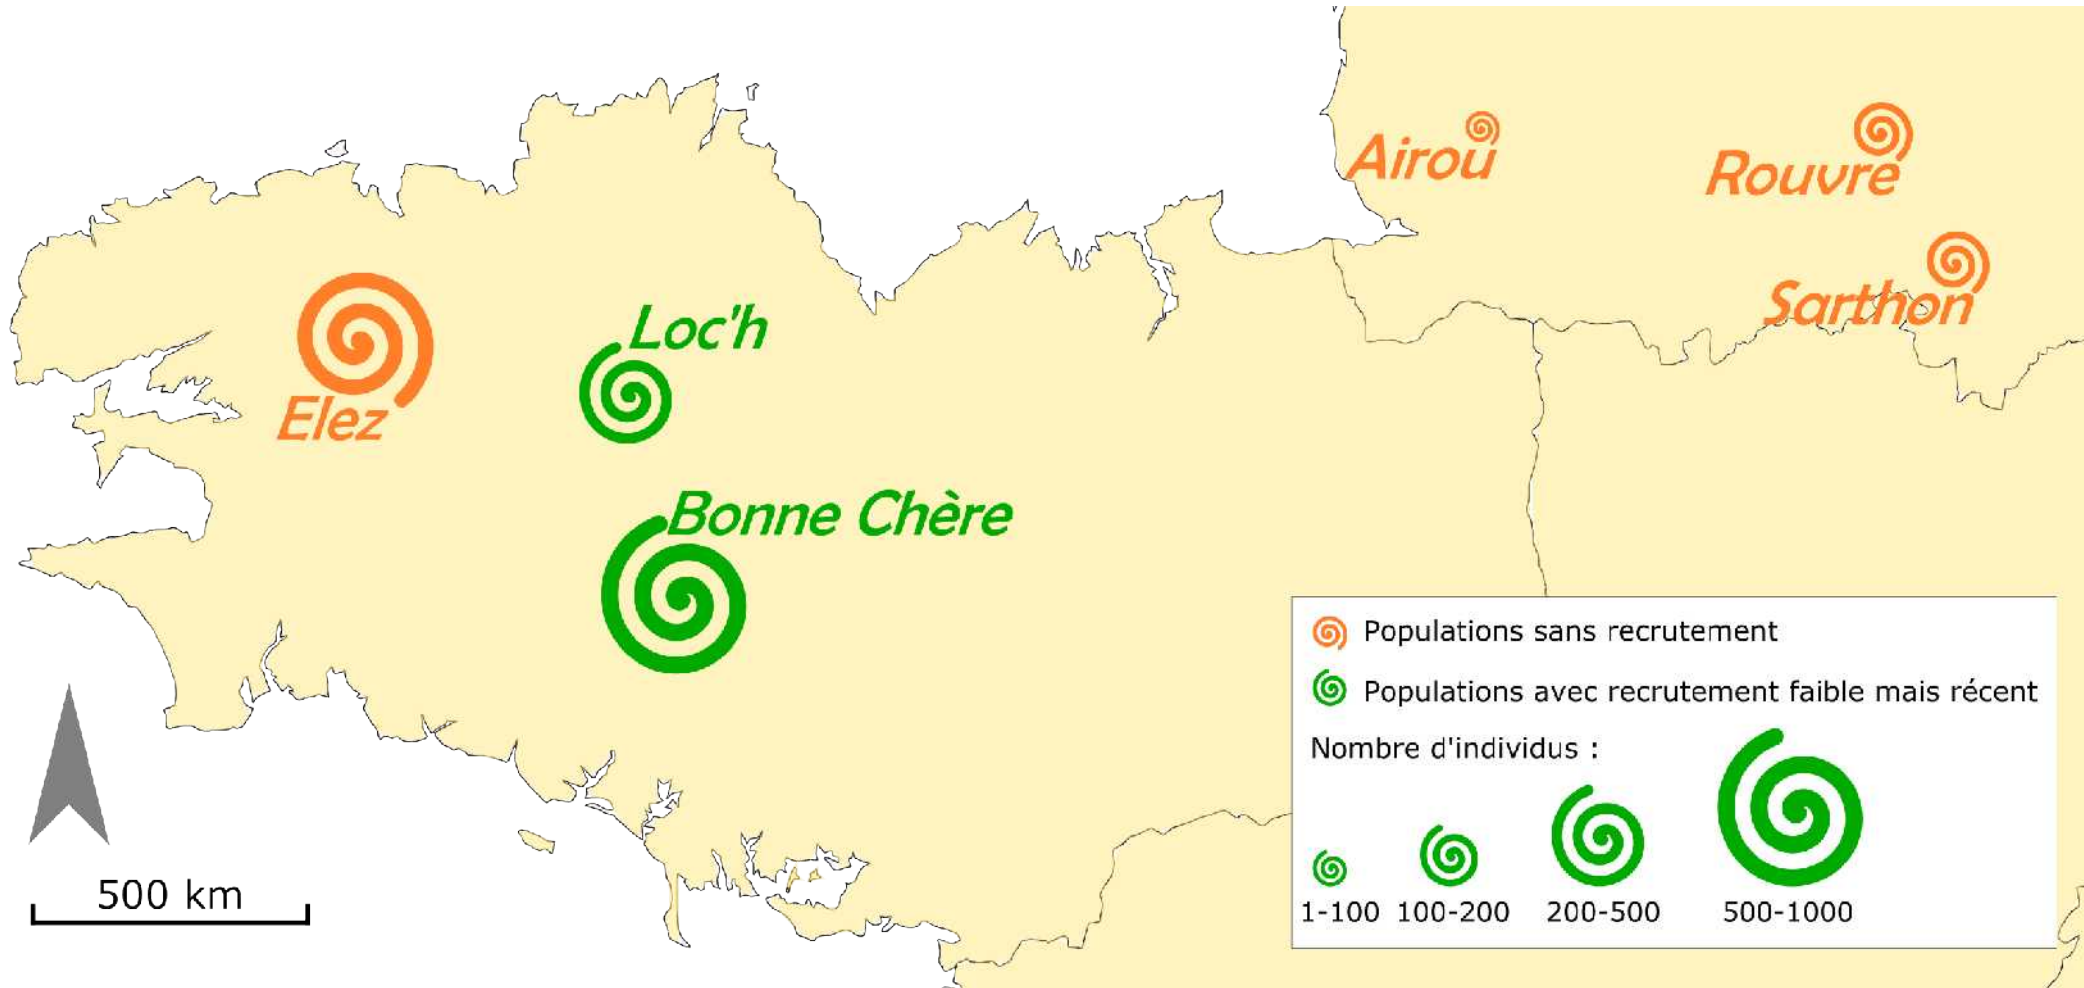 Airou
Rouvre
Sarthon
Loc'h
Elez
Bonne Chère
Populations sans recrutement
Populations avec recrutement faible mais récent
Nombre d'individus :
1-100 100-200 200-500 500-1000
500 km